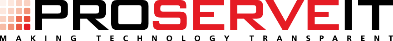 PROSERVEIT
MAKING TECHNOLOGY TRANSPARENT